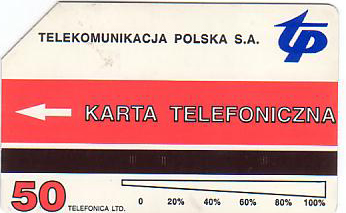 TELEKOMUNIKACJA POLSKA S.A.
tp
KARTA TELEFONICZNA
50
TELEFONICA LTD.
0 20% 40% 60% 80% 100%